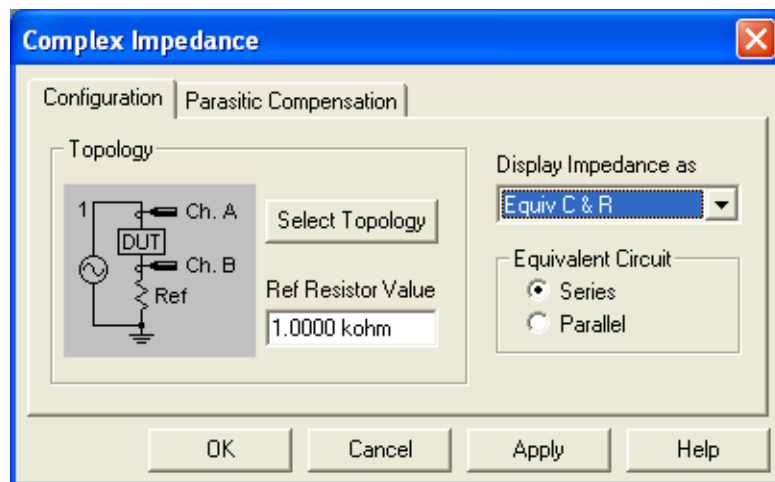 Complex Impedance
Configuration
Parasitic Compensation
Topology
1
Ch. A
DUT
Ch. B
Ref
Select Topology
Ref Resistor Value
1.0000 kohm
Display Impedance as
Equiv C & R
Equivalent Circuit
Series
Parallel
OK
Cancel
Apply
Help